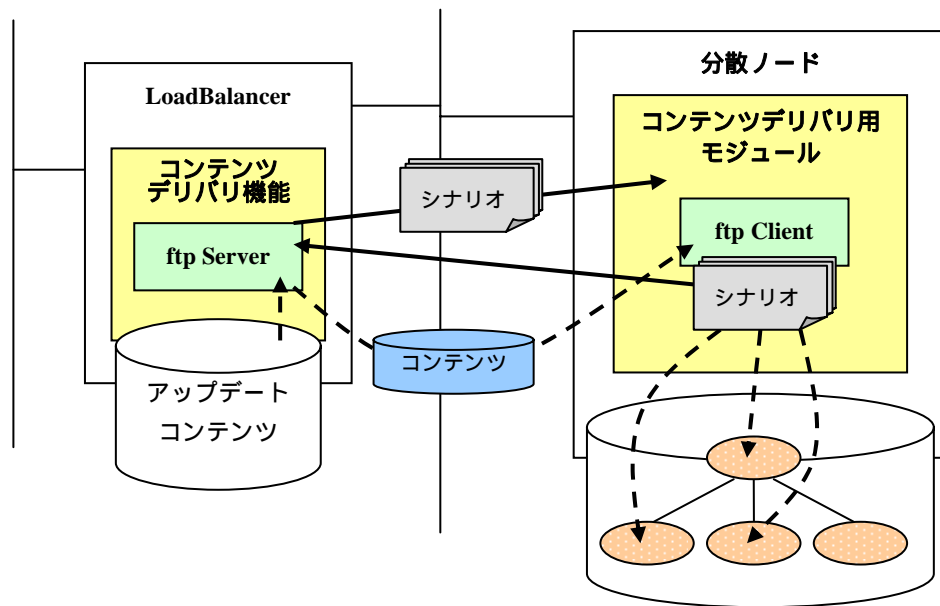 LoadBalancer
コンテンツ
デリバリ機能
ftp Server
アップデート
コンテンツ
シナリオ
コンテンツ
分散ノード
コンテンツデリバリ用
モジュール
ftp Client
シナリオ